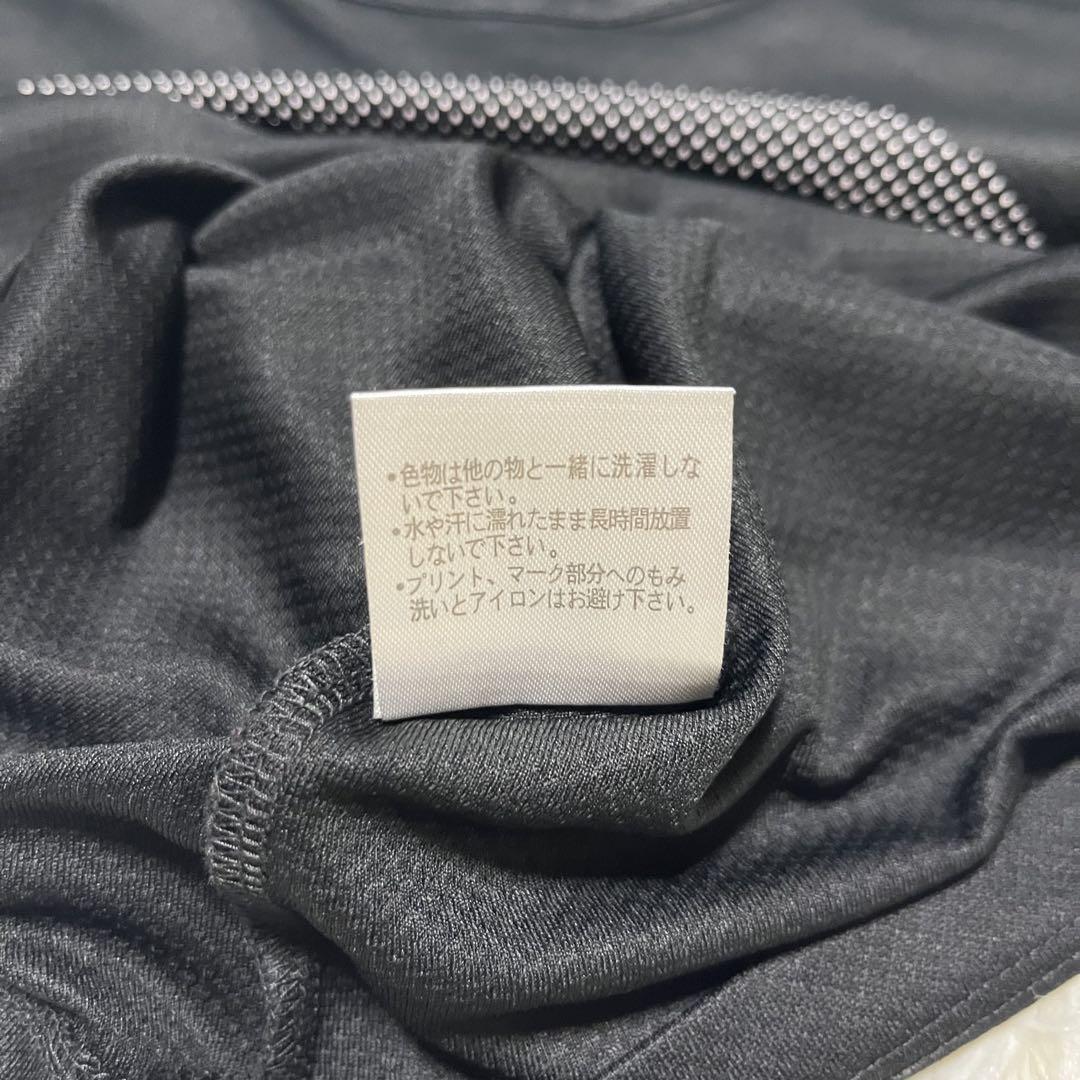 ・色物は他の物と一緒に洗濯しな
いで下さい。
・水や汗に濡れたまま長時間放置
しないで下さい。
・プリント、マーク部分へのもみ
洗いとアイロンはお避け下さい。